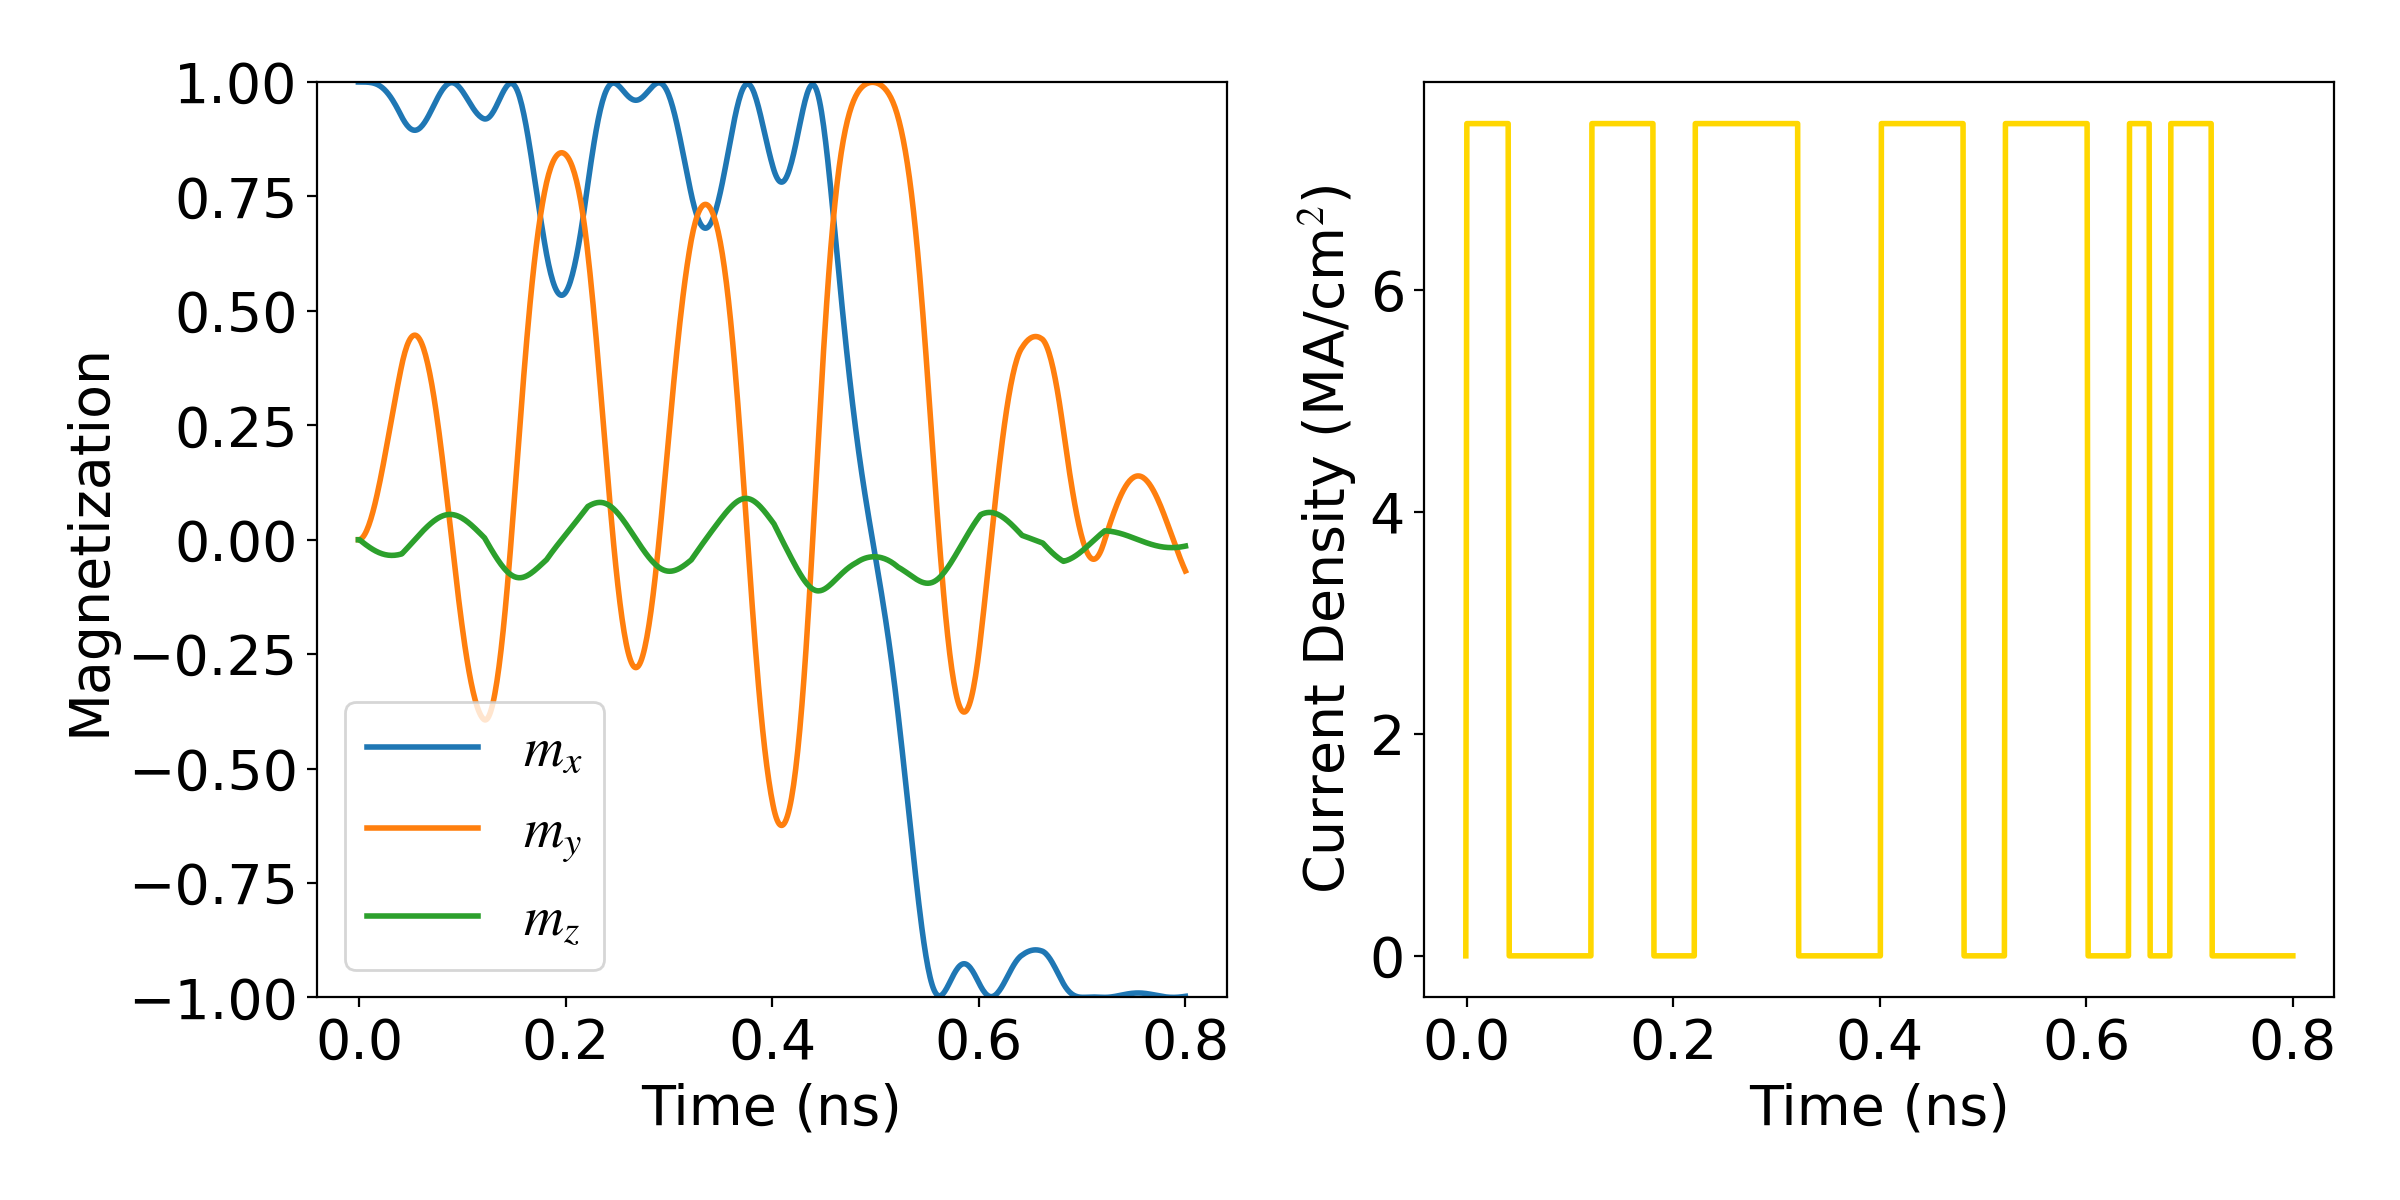 Magnetization
1.00
0.75
0.50
0.25
0.00
−0.25
−0.50
−0.75
−1.00
m_x
m_y
m_z
0.0 0.2 0.4 0.6 0.8
Time (ns)
Current Density (MA/cm²)
6
4
2
0
0.0 0.2 0.4 0.6 0.8
Time (ns)